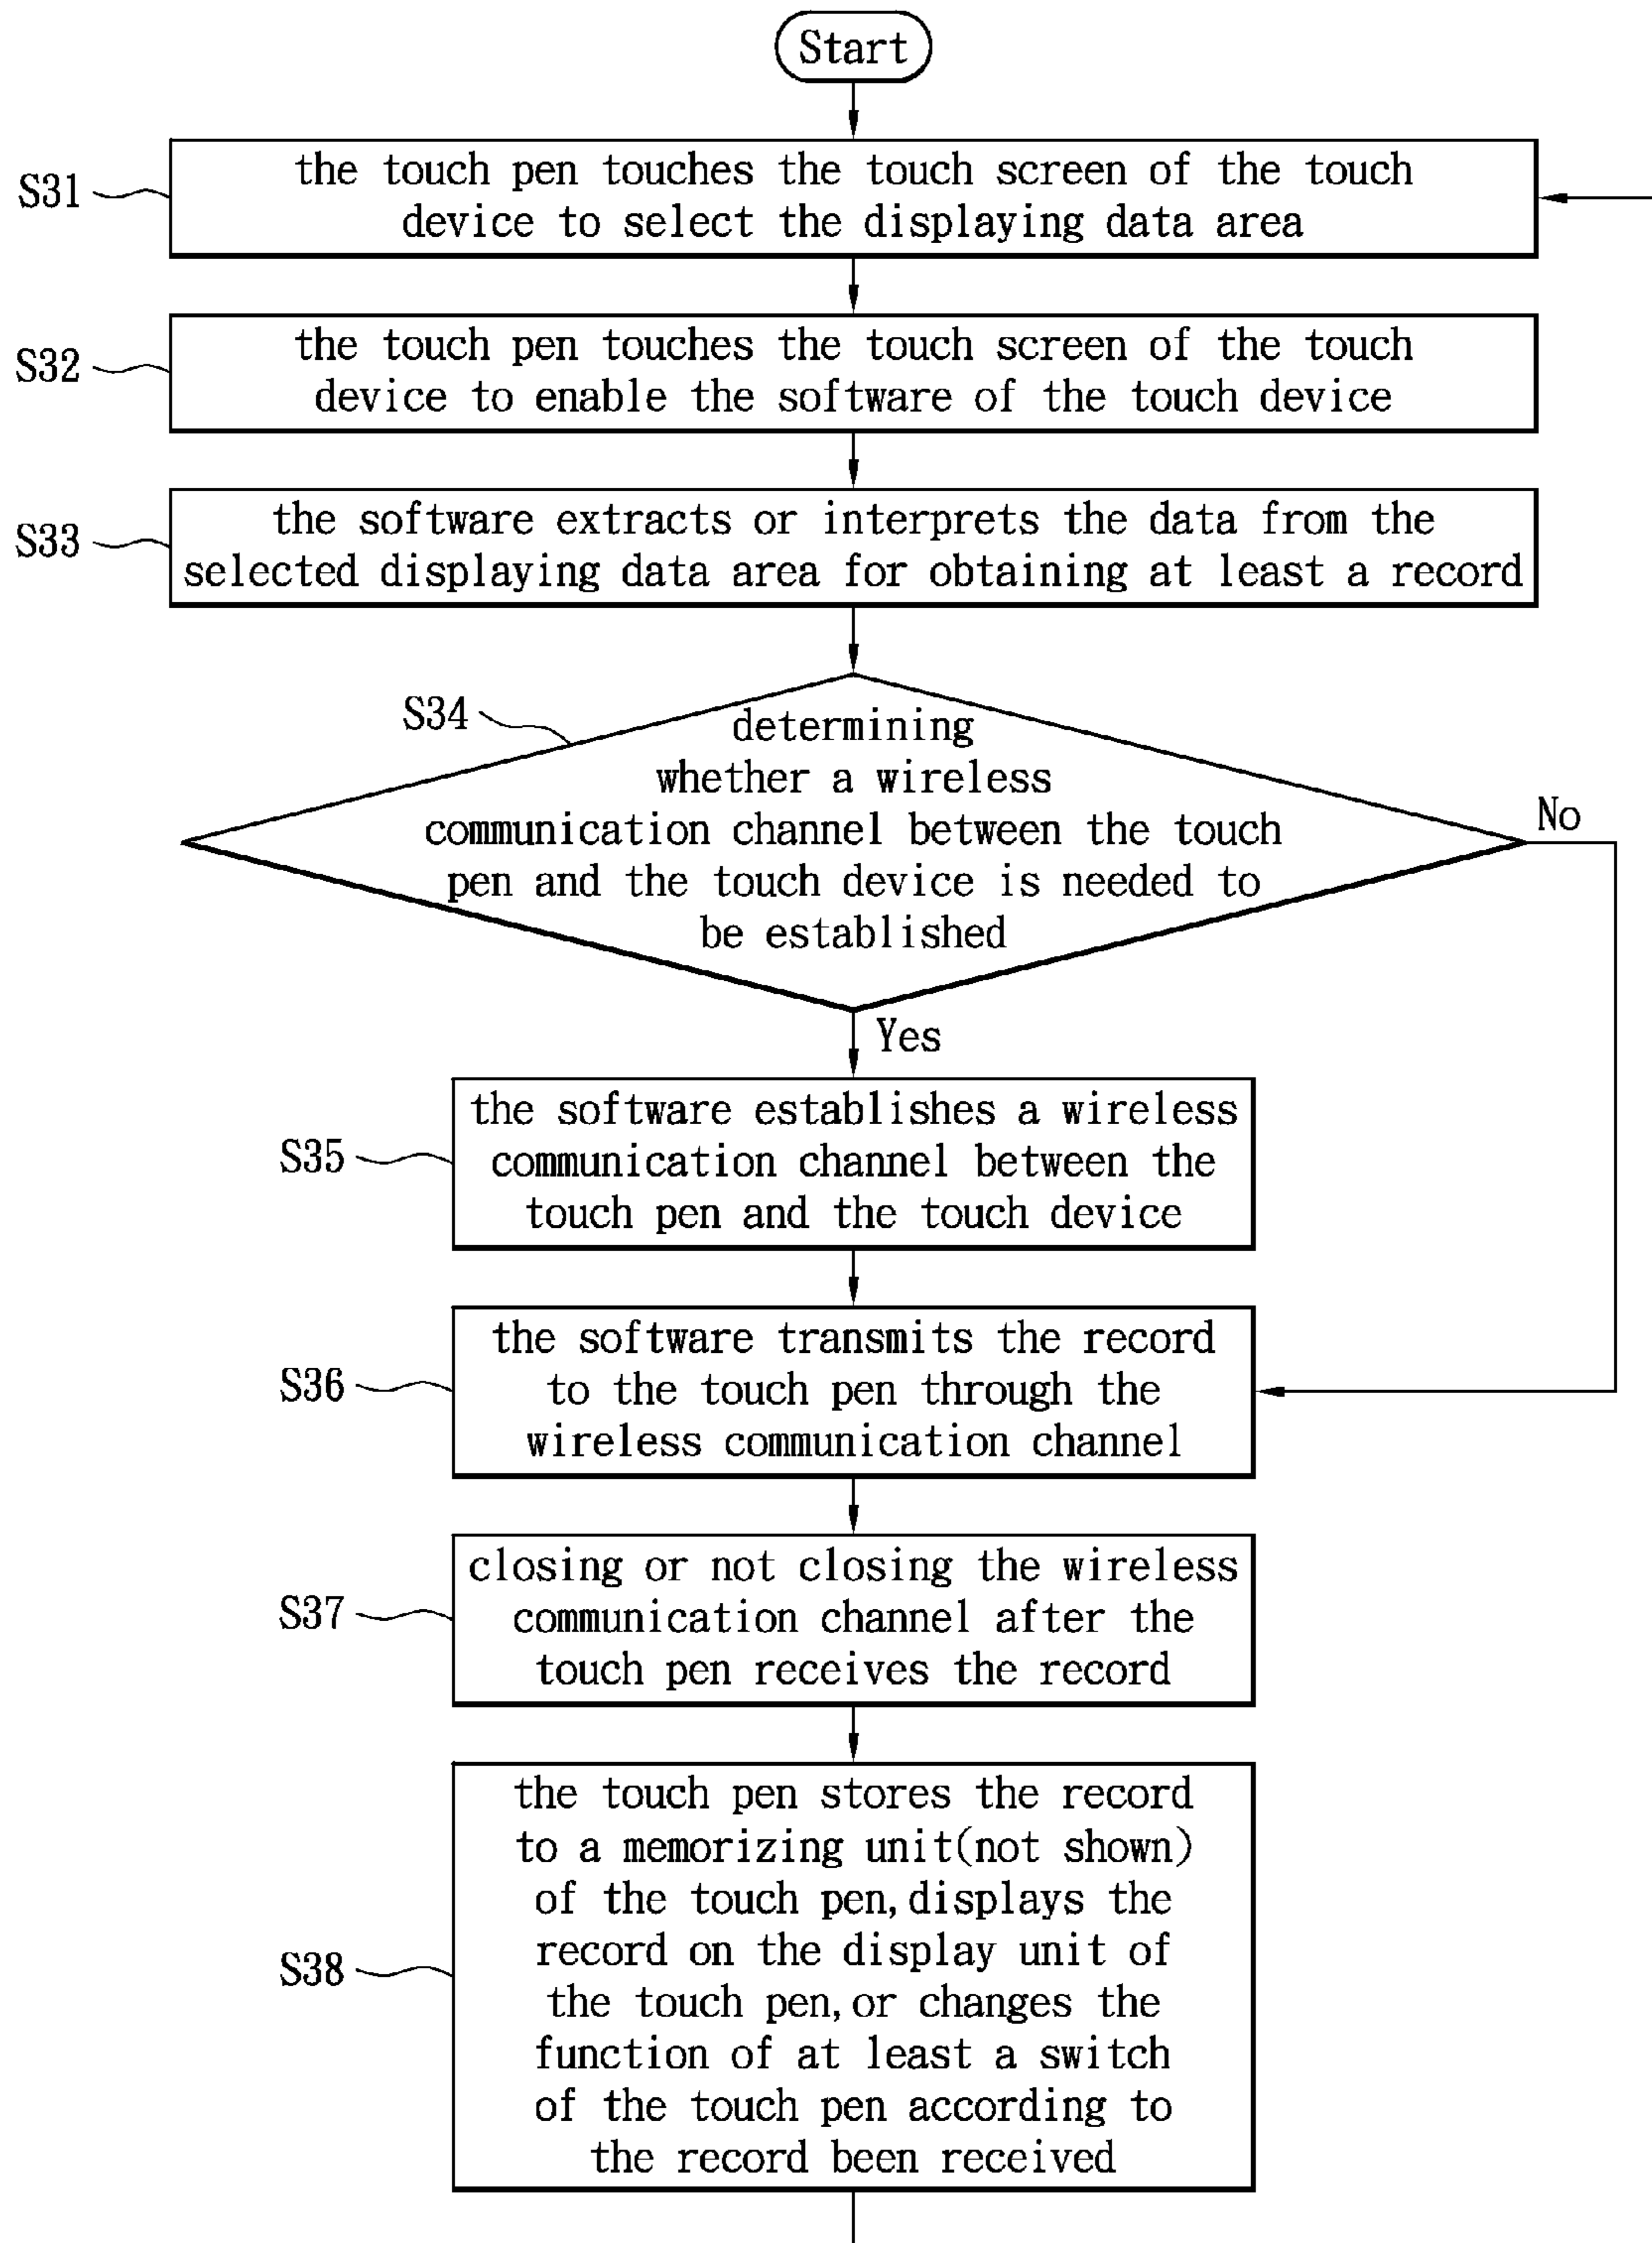 Start
S31
the touch pen touches the touch screen of the touch
device to select the displaying data area
S32
the touch pen touches the touch screen of the touch
device to enable the software of the touch device
S33
the software extracts or interprets the data from the
selected displaying data area for obtaining at least a record
S34
determining
whether a wireless
communication channel between the touch
pen and the touch device is needed to
be established
No
Yes
S35
the software establishes a wireless
communication channel between the
touch pen and the touch device
S36
the software transmits the record
to the touch pen through the
wireless communication channel
S37
closing or not closing the wireless
communication channel after the
touch pen receives the record
S38
the touch pen stores the record
to a memorizing unit(not shown)
of the touch pen, displays the
record on the display unit of
the touch pen, or changes the
function of at least a switch
of the touch pen according to
the record been received